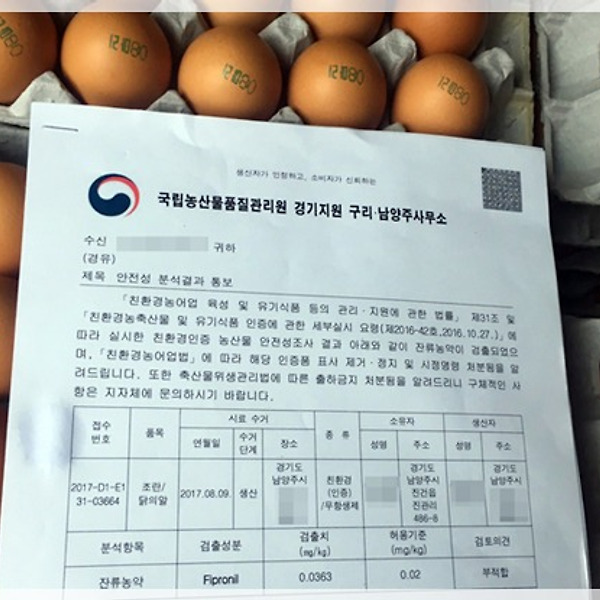 08마리
08마리
08마리
08마리
생산자가 인정하고, 소비자가 신뢰하는
국립농산물품질관리원 경기지원 구리·남양주사무소
수신 귀하
(경유)
제목 안전성 분석결과 통보
「친환경농어업 육성 및 유기식품 등의 관리·지원에 관한 법률」 제31조 및
「친환경농축산물 및 유기식품 인증에 관한 세부실시 요령(제2016-42호,2016.10.27.)」에
따라 실시한 친환경인증 농산물 안전성조사 결과 아래와 같이 잔류농약이 검출되었으
며,「친환경농어업법」에 따라 해당 인증품 표시 제거·정지 및 시정명령 처분됨을 알
려드립니다. 또한 축산물위생관리법에 따른 출하금지 처분됨을 알려드리니 구체적인 사
항은 지자체에 문의하시기 바랍니다.
접수 번호 품목 시료 수거 종 류 소유자 생산자
연월일 수거 단계 장소 성명 주소 성명 주소
2017-D1-E1 31-03664 조란/ 닭의알 2017.08.09. 생산 경기도 남양주시 친환경 (인증) /무항생제 경기도 남양주시 진건읍 진관리 486-8 경기도 남양주시
분석항목 검출성분 검출치 (mg/kg) 허용기준 (mg/kg) 검토의견
잔류농약 Fipronil 0.0363 0.02 부적합